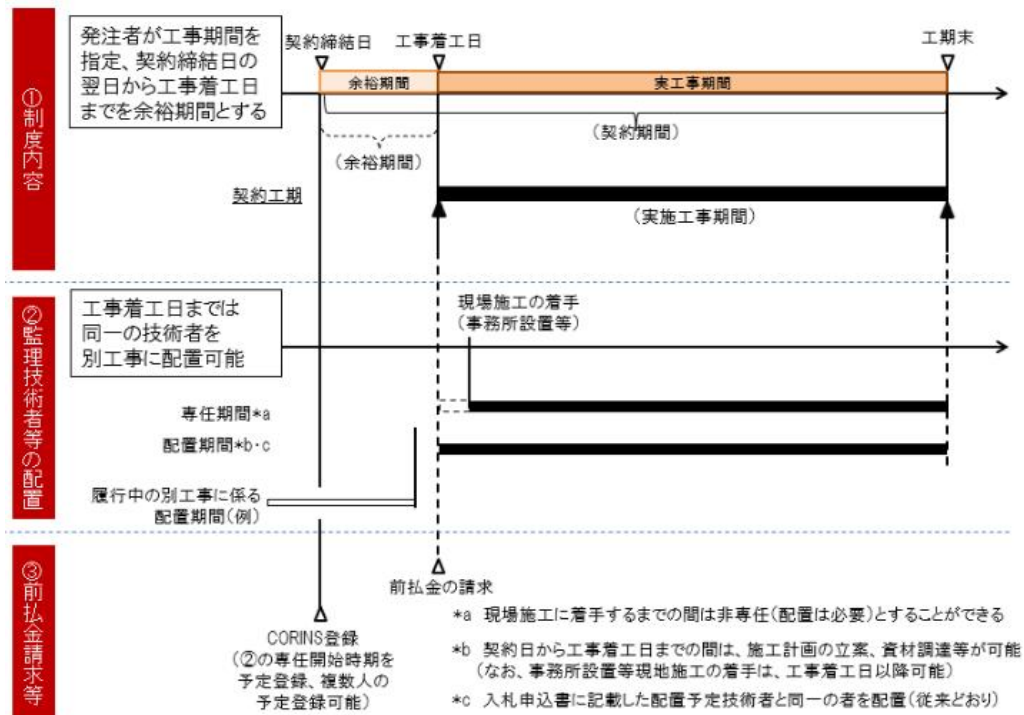 ①制度内容
発注者が工事期間を
指定、契約締結日の
翌日から工事着工日
までを余裕期間とする
契約締結日
工事着工日
工期末
余裕期間
実工事期間
(契約期間)
(余裕期間)
契約工期
(実施工事期間)
②監理技術者等の配置
工事着工日までは
同一の技術者を
別工事に配置可能
現場施工の着手
(事務所設置等)
専任期間*a
配置期間*b・c
履行中の別工事に係る
配置期間(例)
③前払金請求等
前払金の請求
CORINS登録
(②の専任開始時期を
予定登録、複数人の
予定登録可能)
*a 現場施工に着手するまでの間は非専任(配置は必要)とすることができる
*b 契約日から工事着工日までの間は、施工計画の立案、資材調達等が可能
(なお、事務所設置等現地施工の着手は、工事着工日以降可能)
*c 入札申込書に記載した配置予定技術者と同一の者を配置(従来どおり)